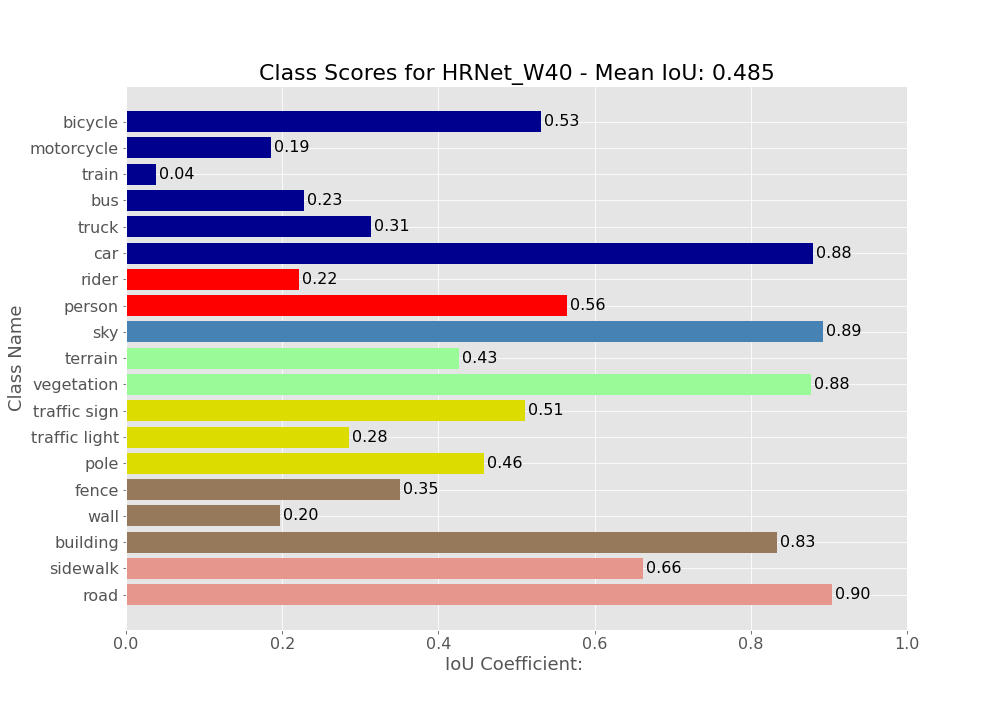 Class Scores for HRNet_W40 - Mean IoU: 0.485
Class Name
bicycle 0.53
motorcycle 0.19
train 0.04
bus 0.23
truck 0.31
car 0.88
rider 0.22
person 0.56
sky 0.89
terrain 0.43
vegetation 0.88
traffic sign 0.51
traffic light 0.28
pole 0.46
fence 0.35
wall 0.20
building 0.83
sidewalk 0.66
road 0.90
0.0 0.2 0.4 0.6 0.8 1.0
IoU Coefficient: